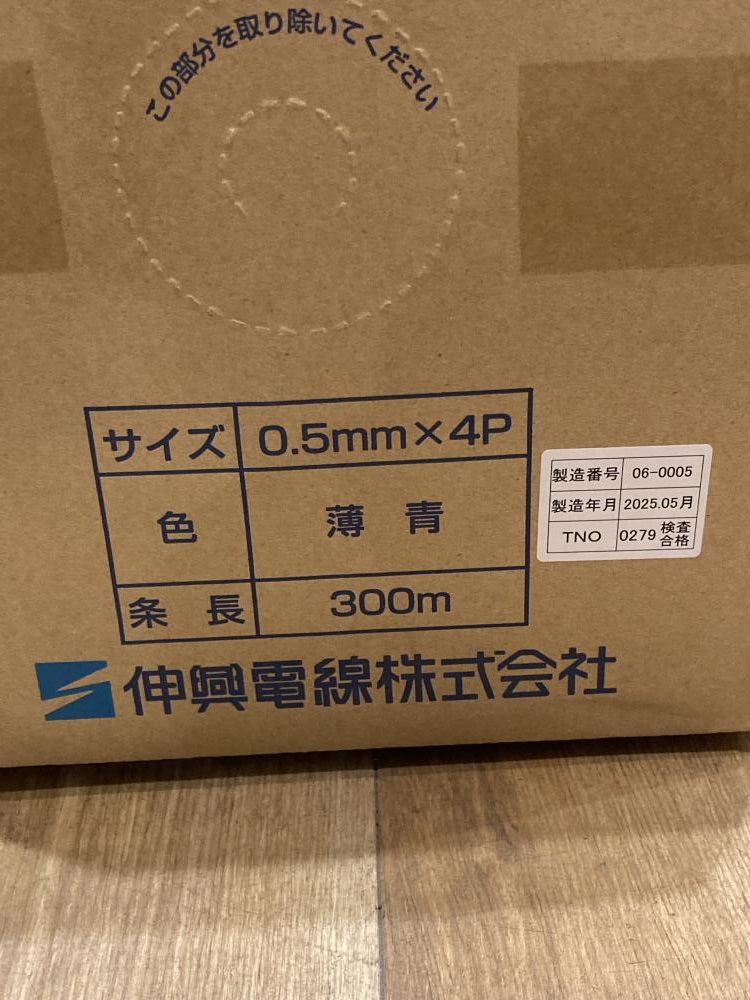 この部分を取り除いてください
サイズ 0.5mm×4P
色 薄青
条長 300m
伸興電線株式会社
製造番号 06-0005
製造年月 2025.05月
TNO 0279 検査合格